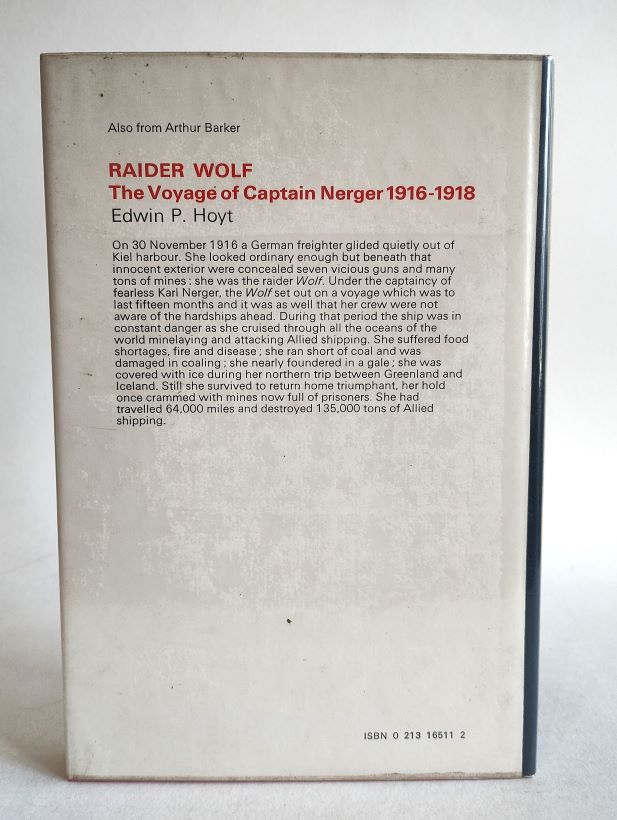 Also from Arthur Barker
RAIDER WOLF
The Voyage of Captain Nerger 1916-1918
Edwin P. Hoyt
On 30 November 1916 a German freighter glided quietly out of
Kiel harbour. She looked ordinary enough but beneath that
innocent exterior were concealed seven vicious guns and many
tons of mines : she was the raider Wolf. Under the captaincy of
fearless Karl Nerger, the Wolf set out on a voyage which was to
last fifteen months and it was as well that her crew were not
aware of the hardships ahead. During that period the ship was in
constant danger as she cruised through all the oceans of the
world minelaying and attacking Allied shipping. She suffered food
shortages, fire and disease ; she ran short of coal and was
damaged in coaling ; she nearly foundered in a gale ; she was
covered with ice during her northern trip between Greenland and
Iceland. Still she survived to return home triumphant, her hold
once crammed with mines now full of prisoners. She had
travelled 64,000 miles and destroyed 135,000 tons of Allied
shipping.
ISBN 0 213 16511 2